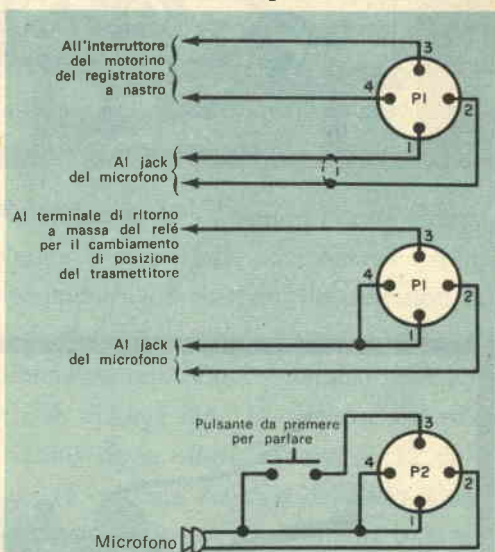 All'interruttore
del motorino
del registratore
a nastro
3
4
P1
2
1
Al jack
del microfono
Al terminale di ritorno
a massa del relé
per il cambiamento
di posizione
del trasmettitore
3
4
P1
2
1
Al jack
del microfono
Pulsante da premere
per parlare
3
4
P2
2
1
Microfono